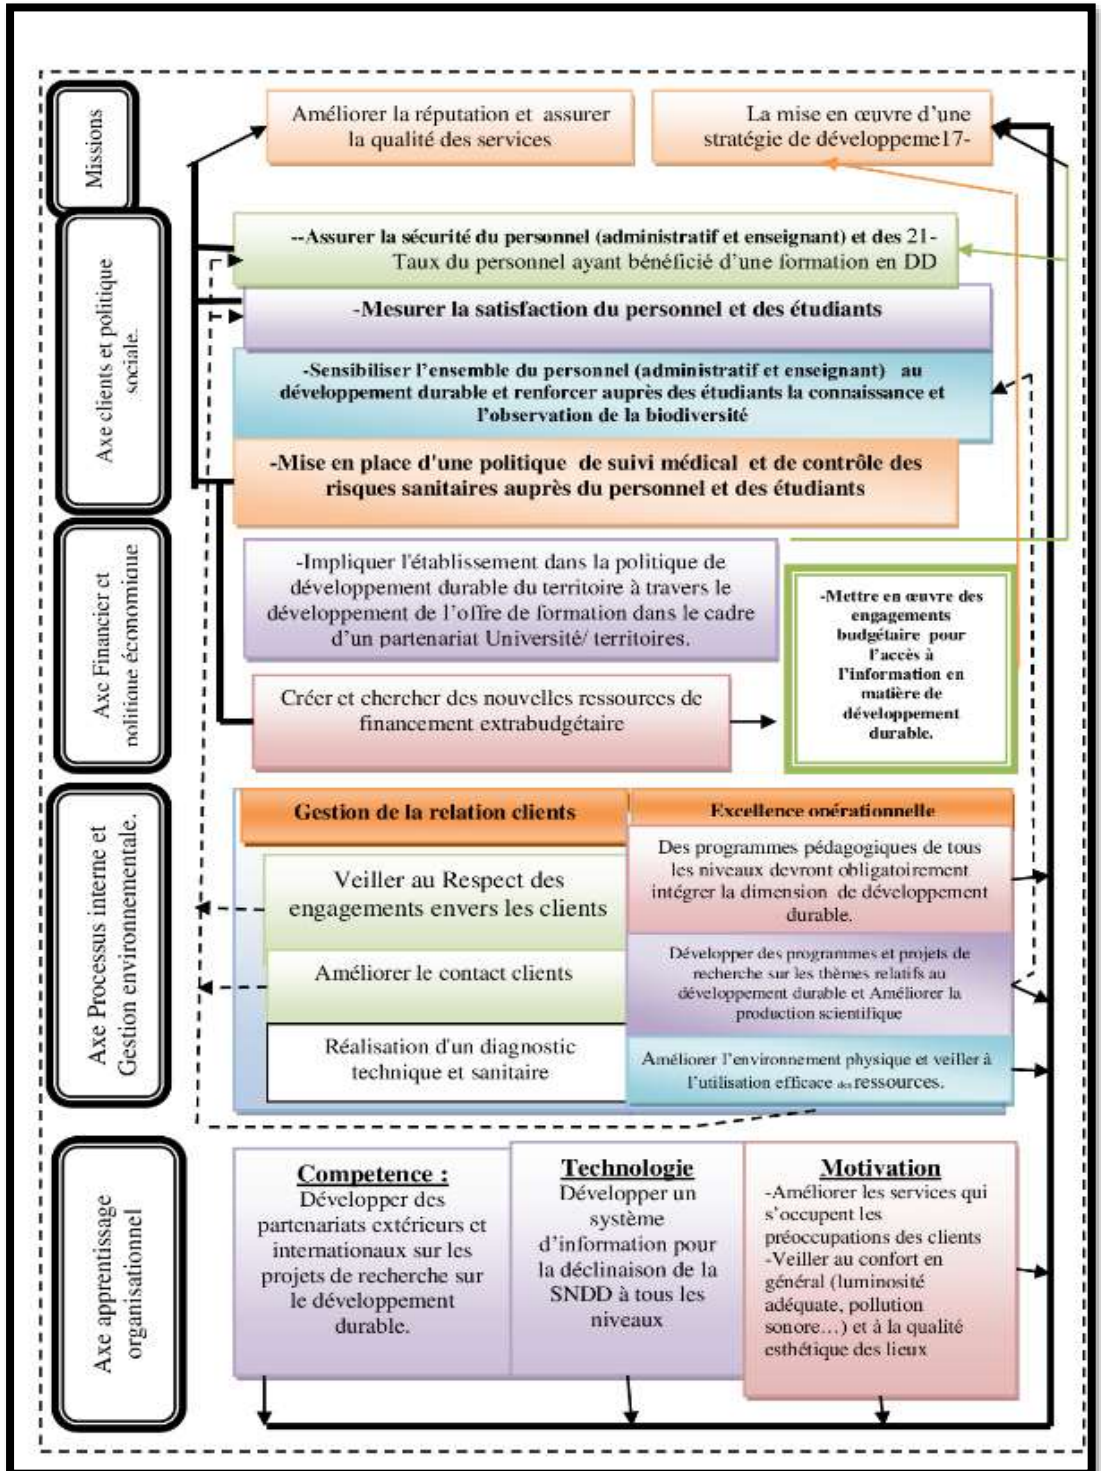 Missions
Améliorer la réputation et assurer
la qualité des services
La mise en œuvre d’une
stratégie de développeme17-
Axe clients et politique
sociale.
--Assurer la sécurité du personnel (administratif et enseignant) et des 21-
Taux du personnel ayant bénéficié d’une formation en DD
-Mesurer la satisfaction du personnel et des étudiants
-Sensibiliser l’ensemble du personnel (administratif et enseignant) au
développement durable et renforcer auprès des étudiants la connaissance et
l’observation de la biodiversité
-Mise en place d'une politique de suivi médical et de contrôle des
risques sanitaires auprès du personnel et des étudiants
Axe Financier et
politique économique
-Impliquer l'établissement dans la politique de
développement durable du territoire à travers le
développement de l’offre de formation dans le cadre
d’un partenariat Université/ territoires.
Créer et chercher des nouvelles ressources de
financement extrabudgétaire
-Mettre en œuvre des
engagements
budgétaire pour
l’accès à
l’information en
matière de
développement
durable.
Axe Processus interne et
Gestion environnementale.
Gestion de la relation clients
Veiller au Respect des
engagements envers les clients
Améliorer le contact clients
Réalisation d'un diagnostic
technique et sanitaire
Excellence opérationnelle
Des programmes pédagogiques de tous
les niveaux devront obligatoirement
intégrer la dimension de développement
durable.
Développer des programmes et projets de
recherche sur les thèmes relatifs au
développement durable et Améliorer la
production scientifique
Améliorer l’environnement physique et veiller à
l’utilisation efficace des ressources.
Axe apprentissage
organisationnel
Competence :
Développer des
partenariats extérieurs et
internationaux sur les
projets de recherche sur
le développement
durable.
Technologie
Développer un
système
d’information pour
la déclinaison de la
SNDD à tous les
niveaux
Motivation
-Améliorer les services qui
s’occupent les
préoccupations des clients
-Veiller au confort en
général (luminosité
adéquate, pollution
sonore…) et à la qualité
esthétique des lieux